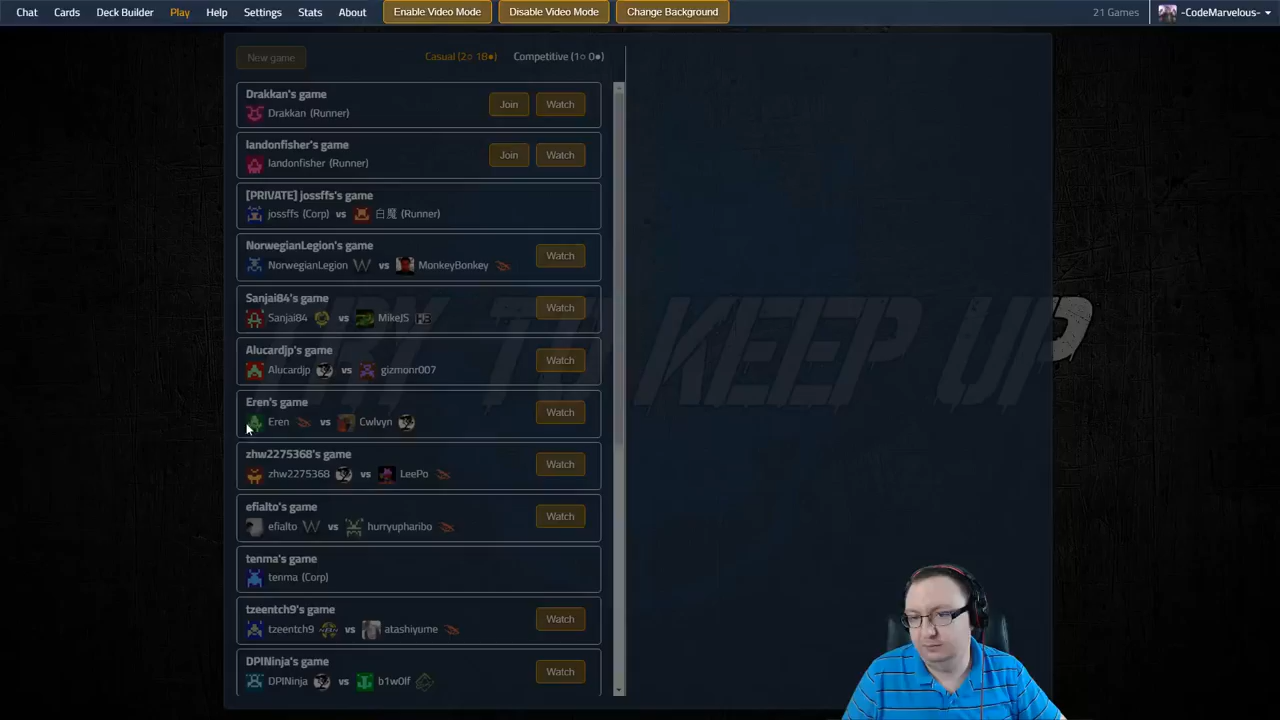 Chat Cards Deck Builder Play Help Settings Stats About Enable Video Mode Disable Video Mode Change Background 21 Games -CodeMarvelous-
New game Casual (2○ 18●) Competitive (1○ 0●)
Drakkan's game
Drakkan (Runner) Join Watch
landonfisher's game
landonfisher (Runner) Join Watch
[PRIVATE] jossffs's game
jossffs (Corp) vs 白魔 (Runner)
NorwegianLegion's game
NorwegianLegion vs MonkeyBonkey Watch
Sanjai84's game
Sanjai84 vs MikeJS Watch
Alucardjp's game
Alucardjp vs gizmonr007 Watch
Eren's game
Eren vs Cwlvyn Watch
zhw2275368's game
zhw2275368 vs LeePo Watch
efialto's game
efialto vs hurryupharibo Watch
tenma's game
tenma (Corp)
tzeentch9's game
tzeentch9 vs atashiyume Watch
DPINinja's game
DPINinja vs b1w0lf Watch
TRY TO KEEP UP